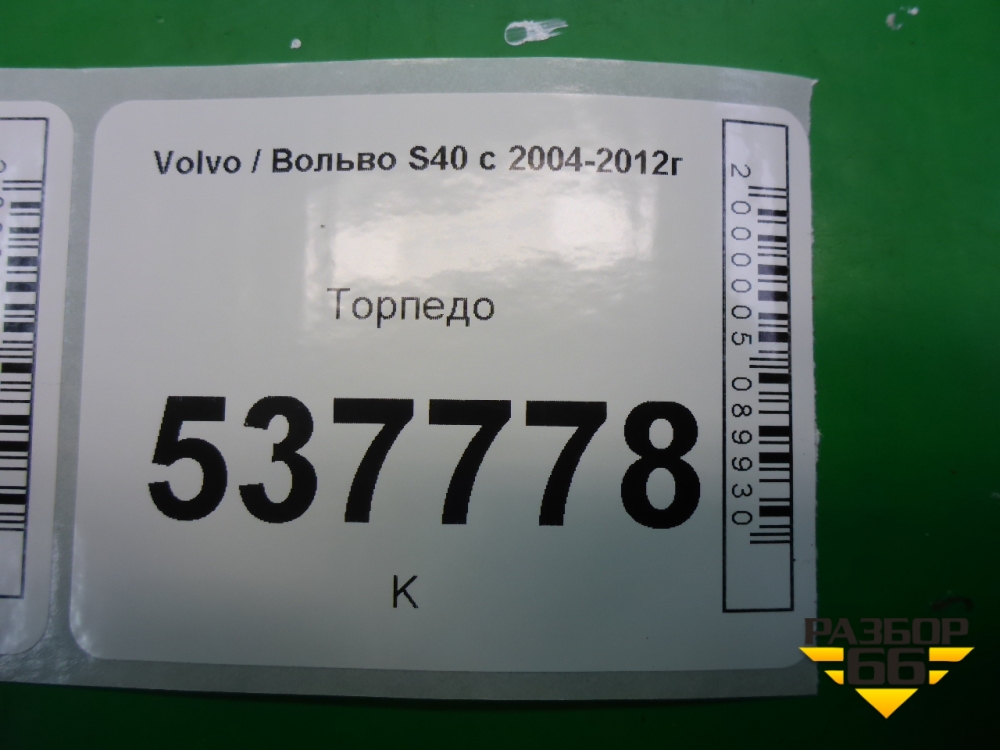 Volvo / Вольво S40 с 2004-2012г
Торпедо
537778
К
2000005089930
РАЗБОР
66